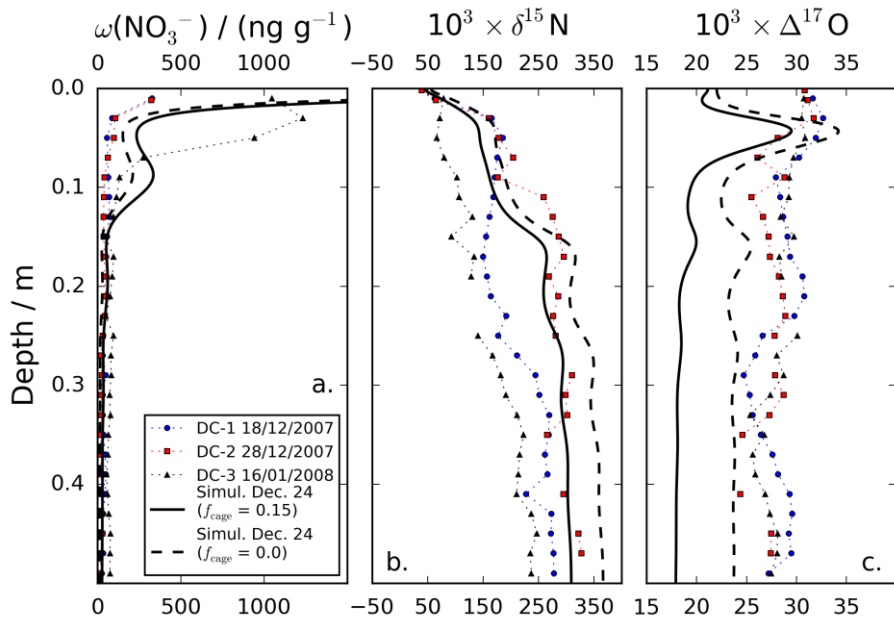 ω(NO₃⁻) / (ng g⁻¹)
10³ × δ¹⁵N
10³ × Δ¹⁷O
0 500 1000
-50 50 150 250 350
15 20 25 30 35
0.0
0.1
0.2
0.3
0.4
Depth / m
a.
b.
c.
DC-1 18/12/2007
DC-2 28/12/2007
DC-3 16/01/2008
Simul. Dec. 24
(f_cage = 0.15)
Simul. Dec. 24
(f_cage = 0.0)
0 500 1000
-50 50 150 250 350
15 20 25 30 35